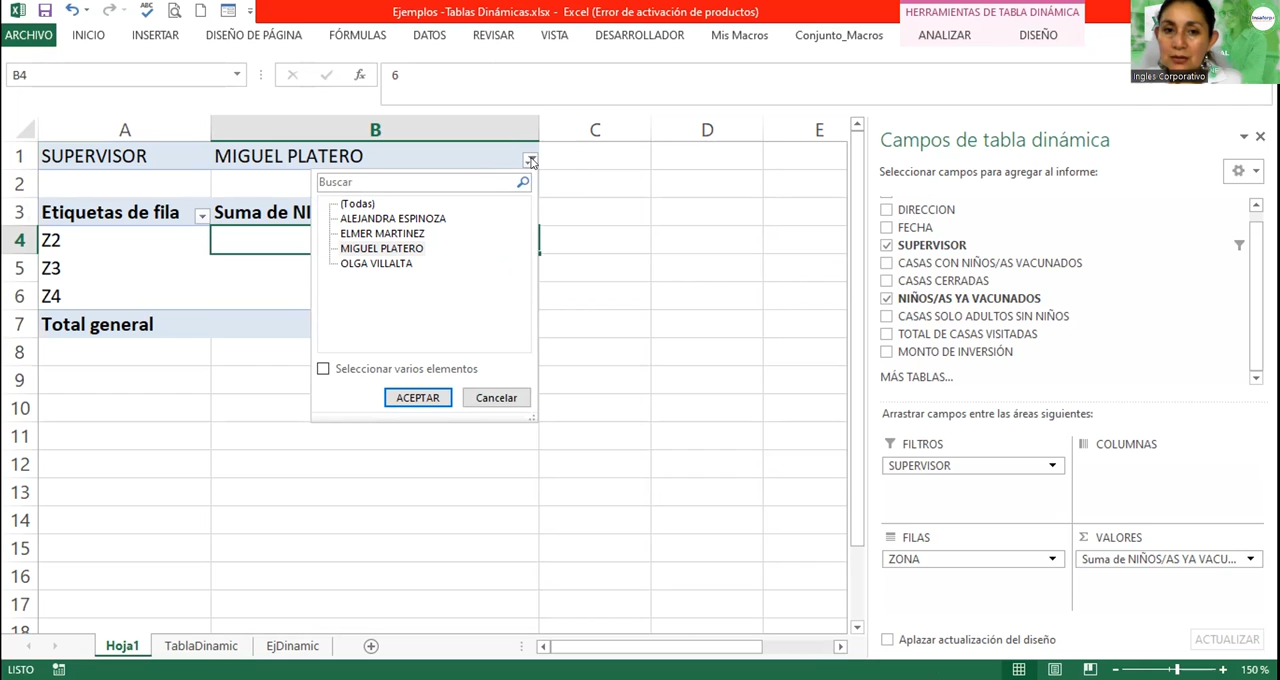 Ejemplos -Tablas Dinámicas.xlsx - Excel (Error de activación de productos)
HERRAMIENTAS DE TABLA DINÁMICA
ARCHIVO INICIO INSERTAR DISEÑO DE PÁGINA FÓRMULAS DATOS REVISAR VISTA DESARROLLADOR Mis Macros Conjunto_Macros ANALIZAR DISEÑO
Ingles Corporativo
B4 fx 6
A B C D E
1 SUPERVISOR MIGUEL PLATERO
2
3 Etiquetas de fila Suma de NI
4 Z2
5 Z3
6 Z4
7 Total general
8
9
10
11
12
13
14
15
16
17
18
Buscar
(Todas)
ALEJANDRA ESPINOZA
ELMER MARTINEZ
MIGUEL PLATERO
OLGA VILLALTA
Seleccionar varios elementos
ACEPTAR Cancelar
Campos de tabla dinámica
Seleccionar campos para agregar al informe:
DIRECCION
FECHA
SUPERVISOR
CASAS CON NIÑOS/AS VACUNADOS
CASAS CERRADAS
NIÑOS/AS YA VACUNADOS
CASAS SOLO ADULTOS SIN NIÑOS
TOTAL DE CASAS VISITADAS
MONTO DE INVERSIÓN
MÁS TABLAS...
Arrastrar campos entre las áreas siguientes:
FILTROS COLUMNAS
SUPERVISOR
FILAS Σ VALORES
ZONA Suma de NIÑOS/AS YA VACU...
Aplazar actualización del diseño ACTUALIZAR
Hoja1 TablaDinamic EjDinamic
LISTO 150 %